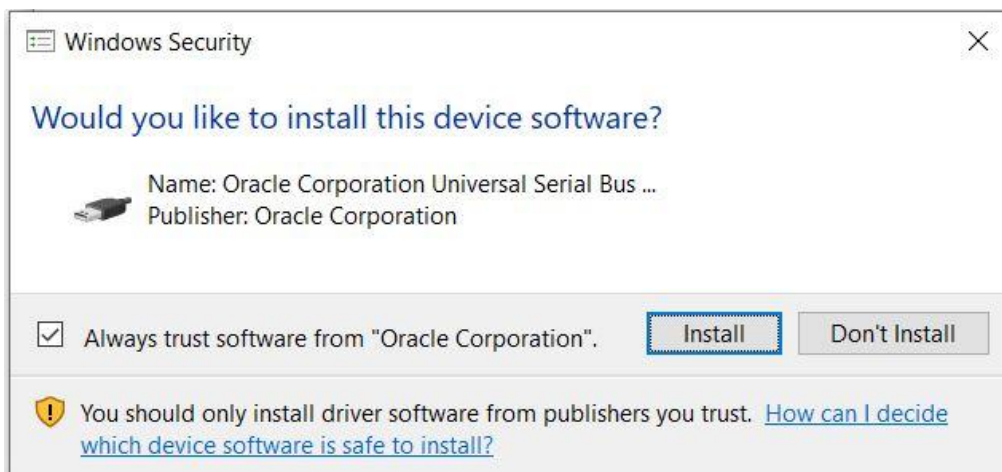 Windows Security
Would you like to install this device software?
Name: Oracle Corporation Universal Serial Bus ...
Publisher: Oracle Corporation
Always trust software from "Oracle Corporation".
Install
Don't Install
You should only install driver software from publishers you trust. How can I decide
which device software is safe to install?